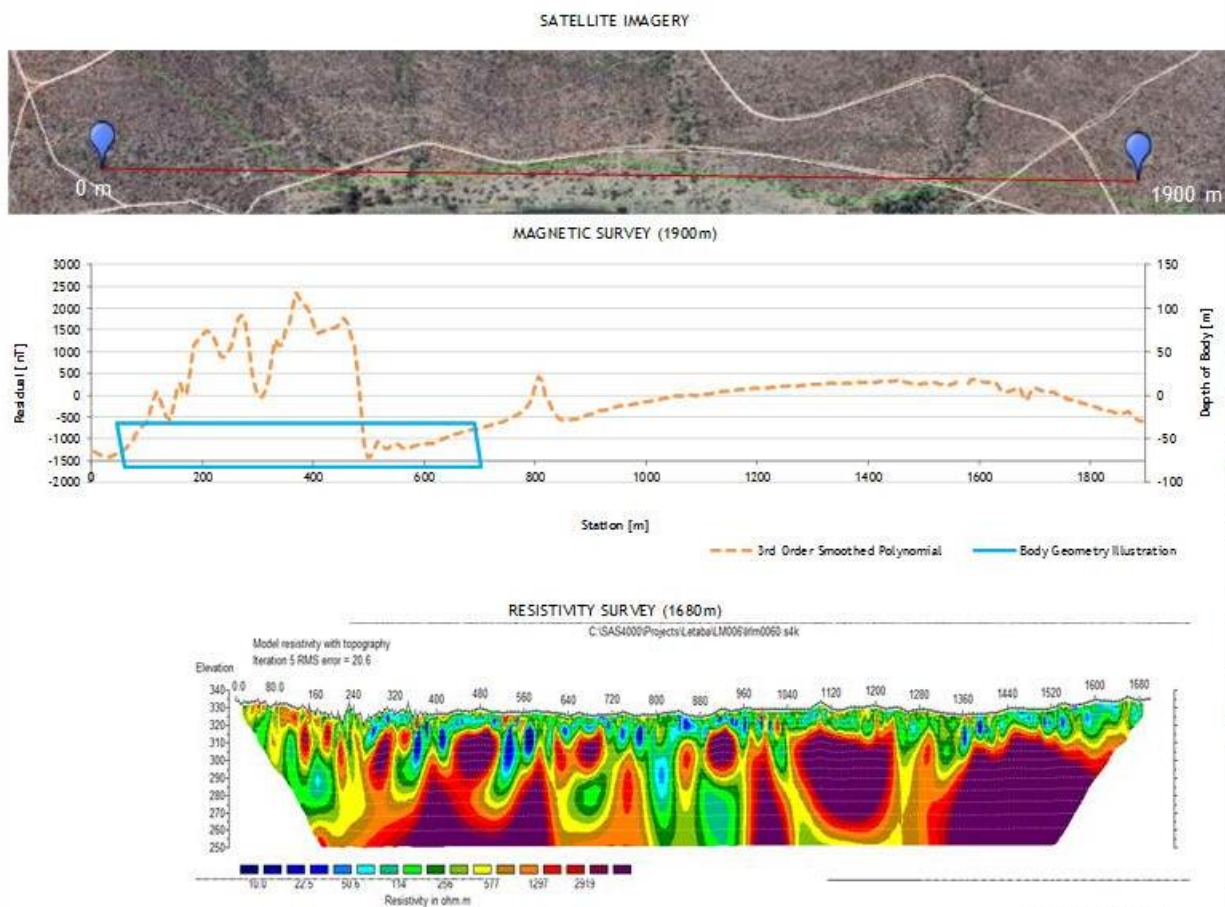 SATELLITE IMAGERY
0 m
1900 m
MAGNETIC SURVEY (1900m)
Residual [nT]
3000
2500
2000
1500
1000
500
0
-500
-1000
-1500
-2000
150
100
50
0
-50
-100
Depth of Body [m]
0 200 400 600 800 1000 1200 1400 1600 1800
Station [m]
3rd Order Smoothed Polynomial
Body Geometry Illustration
RESISTIVITY SURVEY (1680m)
Model resistivity with topography
Iteration 5 RMS error = 20.6
Elevation
0.0 80.0 160 240 320 400 480 560 640 720 800 880 960 1040 1120 1200 1280 1360 1440 1520 1600 1680
340
330
320
310
300
290
280
270
260
250
10.0 22.5 50.6 114 256 577 1297 2919
Resistivity in ohm.m